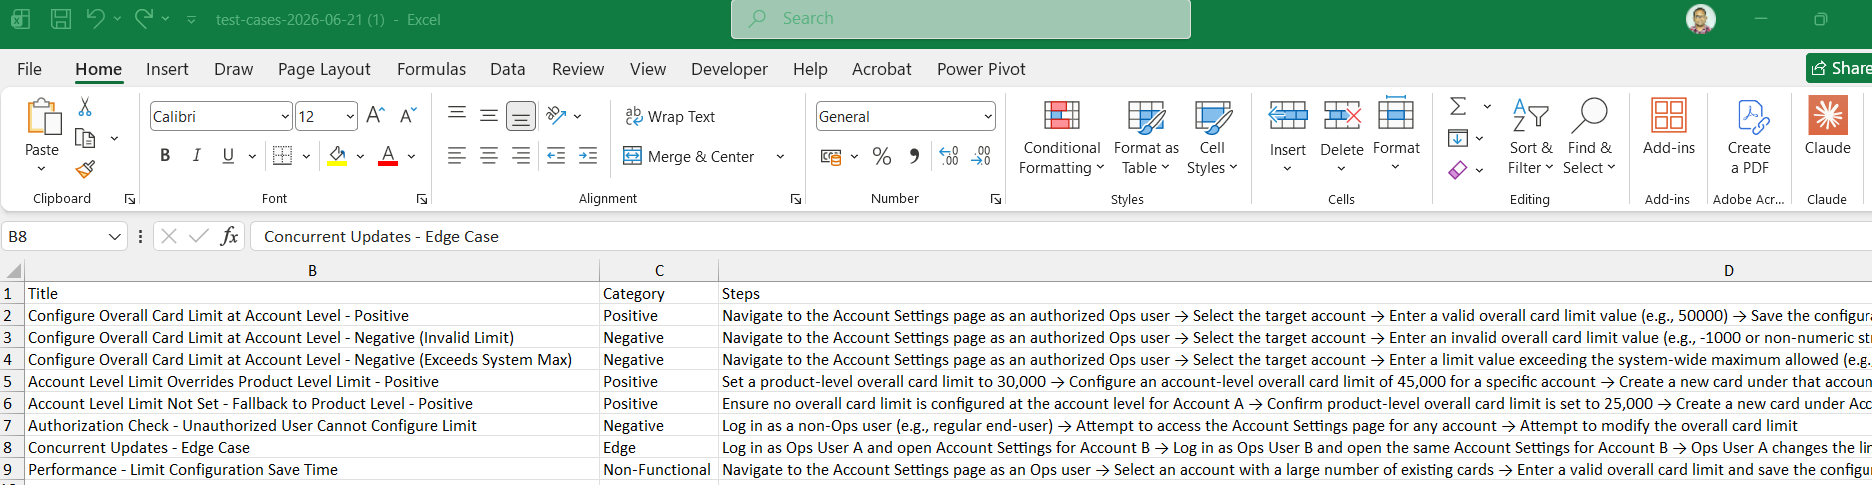 test-cases-2026-06-21 (1) - Excel
Search
File Home Insert Draw Page Layout Formulas Data Review View Developer Help Acrobat Power Pivot
Share
Paste
Clipboard
Calibri 12
B I U A
Font
Wrap Text
Merge & Center
Alignment
General
% 9 .00 .00
Number
Conditional Formatting
Format as Table
Cell Styles
Styles
Insert
Delete
Format
Cells
Sort & Filter
Find & Select
Editing
Add-ins
Add-ins
Create a PDF
Adobe Acr...
Claude
Claude
B8 fx Concurrent Updates - Edge Case
B C D
1 Title Category Steps
2 Configure Overall Card Limit at Account Level - Positive Positive Navigate to the Account Settings page as an authorized Ops user → Select the target account → Enter a valid overall card limit value (e.g., 50000) → Save the configura
3 Configure Overall Card Limit at Account Level - Negative (Invalid Limit) Negative Navigate to the Account Settings page as an authorized Ops user → Select the target account → Enter an invalid overall card limit value (e.g., -1000 or non-numeric str
4 Configure Overall Card Limit at Account Level - Negative (Exceeds System Max) Negative Navigate to the Account Settings page as an authorized Ops user → Select the target account → Enter a limit value exceeding the system-wide maximum allowed (e.g.
5 Account Level Limit Overrides Product Level Limit - Positive Positive Set a product-level overall card limit to 30,000 → Configure an account-level overall card limit of 45,000 for a specific account → Create a new card under that accoun
6 Account Level Limit Not Set - Fallback to Product Level - Positive Positive Ensure no overall card limit is configured at the account level for Account A → Confirm product-level overall card limit is set to 25,000 → Create a new card under Acc
7 Authorization Check - Unauthorized User Cannot Configure Limit Negative Log in as a non-Ops user (e.g., regular end-user) → Attempt to access the Account Settings page for any account → Attempt to modify the overall card limit
8 Concurrent Updates - Edge Case Edge Log in as Ops User A and open Account Settings for Account B → Log in as Ops User B and open the same Account Settings for Account B → Ops User A changes the lin
9 Performance - Limit Configuration Save Time Non-Functional Navigate to the Account Settings page as an Ops user → Select an account with a large number of existing cards → Enter a valid overall card limit and save the configu